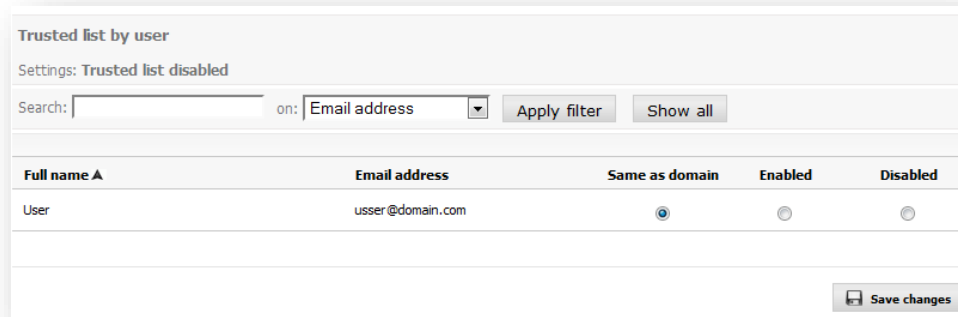 Trusted list by user
Settings: Trusted list disabled
Search: on: Email address Apply filter Show all
Full name Email address Same as domain Enabled Disabled
User usser@domain.com
Save changes